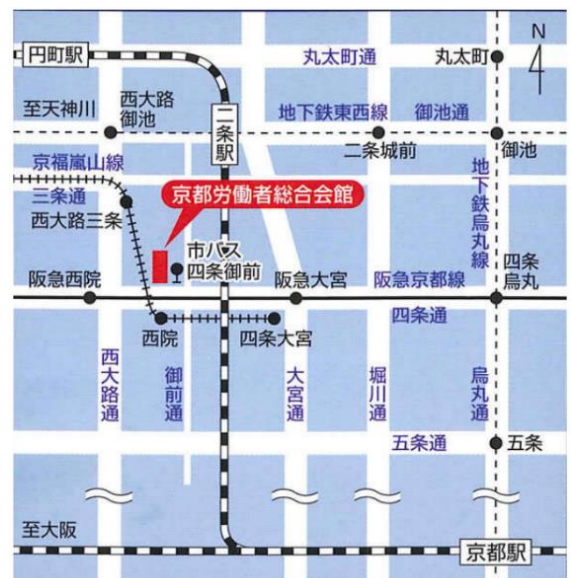 円町駅
丸太町通
丸太町
N
至天神川
西大路
御池
二条駅
地下鉄東西線
御池通
二条城前
御池
京福嵐山線
三条通
西大路三条
京都労働者総合会館
市バス
四条御前
地下鉄烏丸線
阪急西院
阪急大宮
阪急京都線
四条
烏丸
四条通
西院
四条大宮
西大路通
御前通
大宮通
堀川通
烏丸通
五条通
五条
至大阪
京都駅